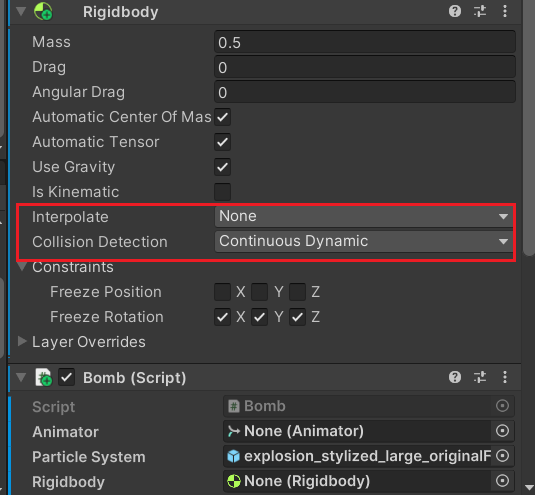 Rigidbody
Mass 0.5
Drag 0
Angular Drag 0
Automatic Center Of Mas
Automatic Tensor
Use Gravity
Is Kinematic
Interpolate None
Collision Detection Continuous Dynamic
Constraints
Freeze Position X Y Z
Freeze Rotation X Y Z
Layer Overrides
Bomb (Script)
Script Bomb
Animator None (Animator)
Particle System explosion_stylized_large_originalF
Rigidbody None (Rigidbody)